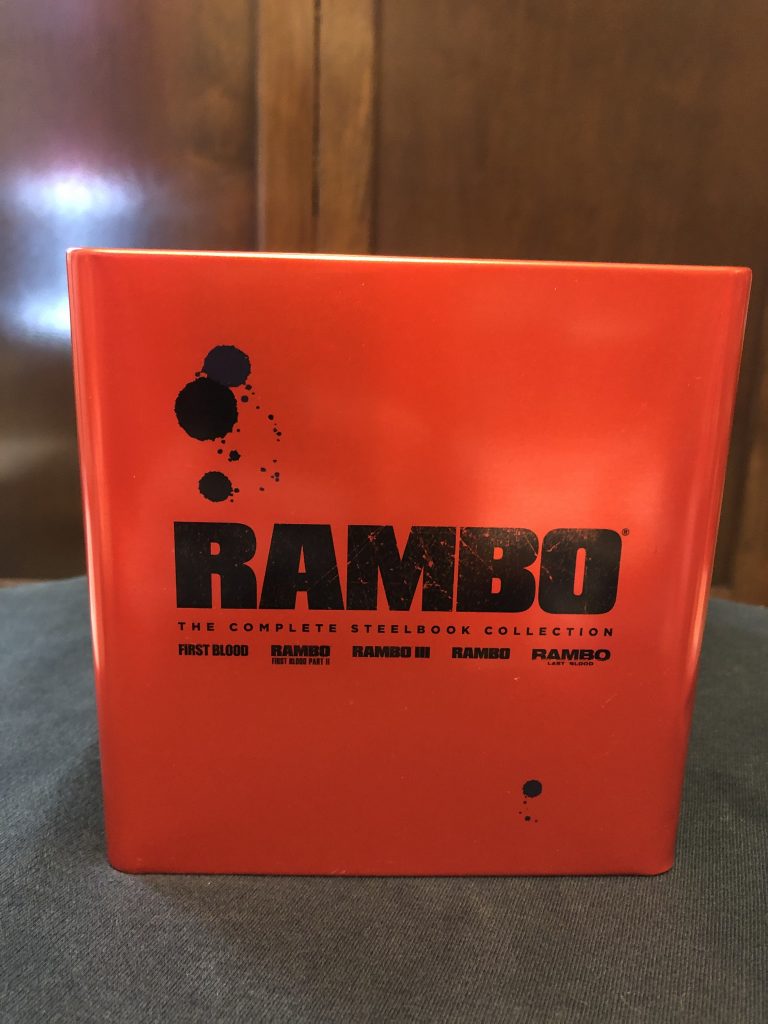 RAMBO®
THE COMPLETE STEELBOOK COLLECTION
FIRST BLOOD RAMBO FIRST BLOOD PART II RAMBO III RAMBO RAMBO LAST BLOOD